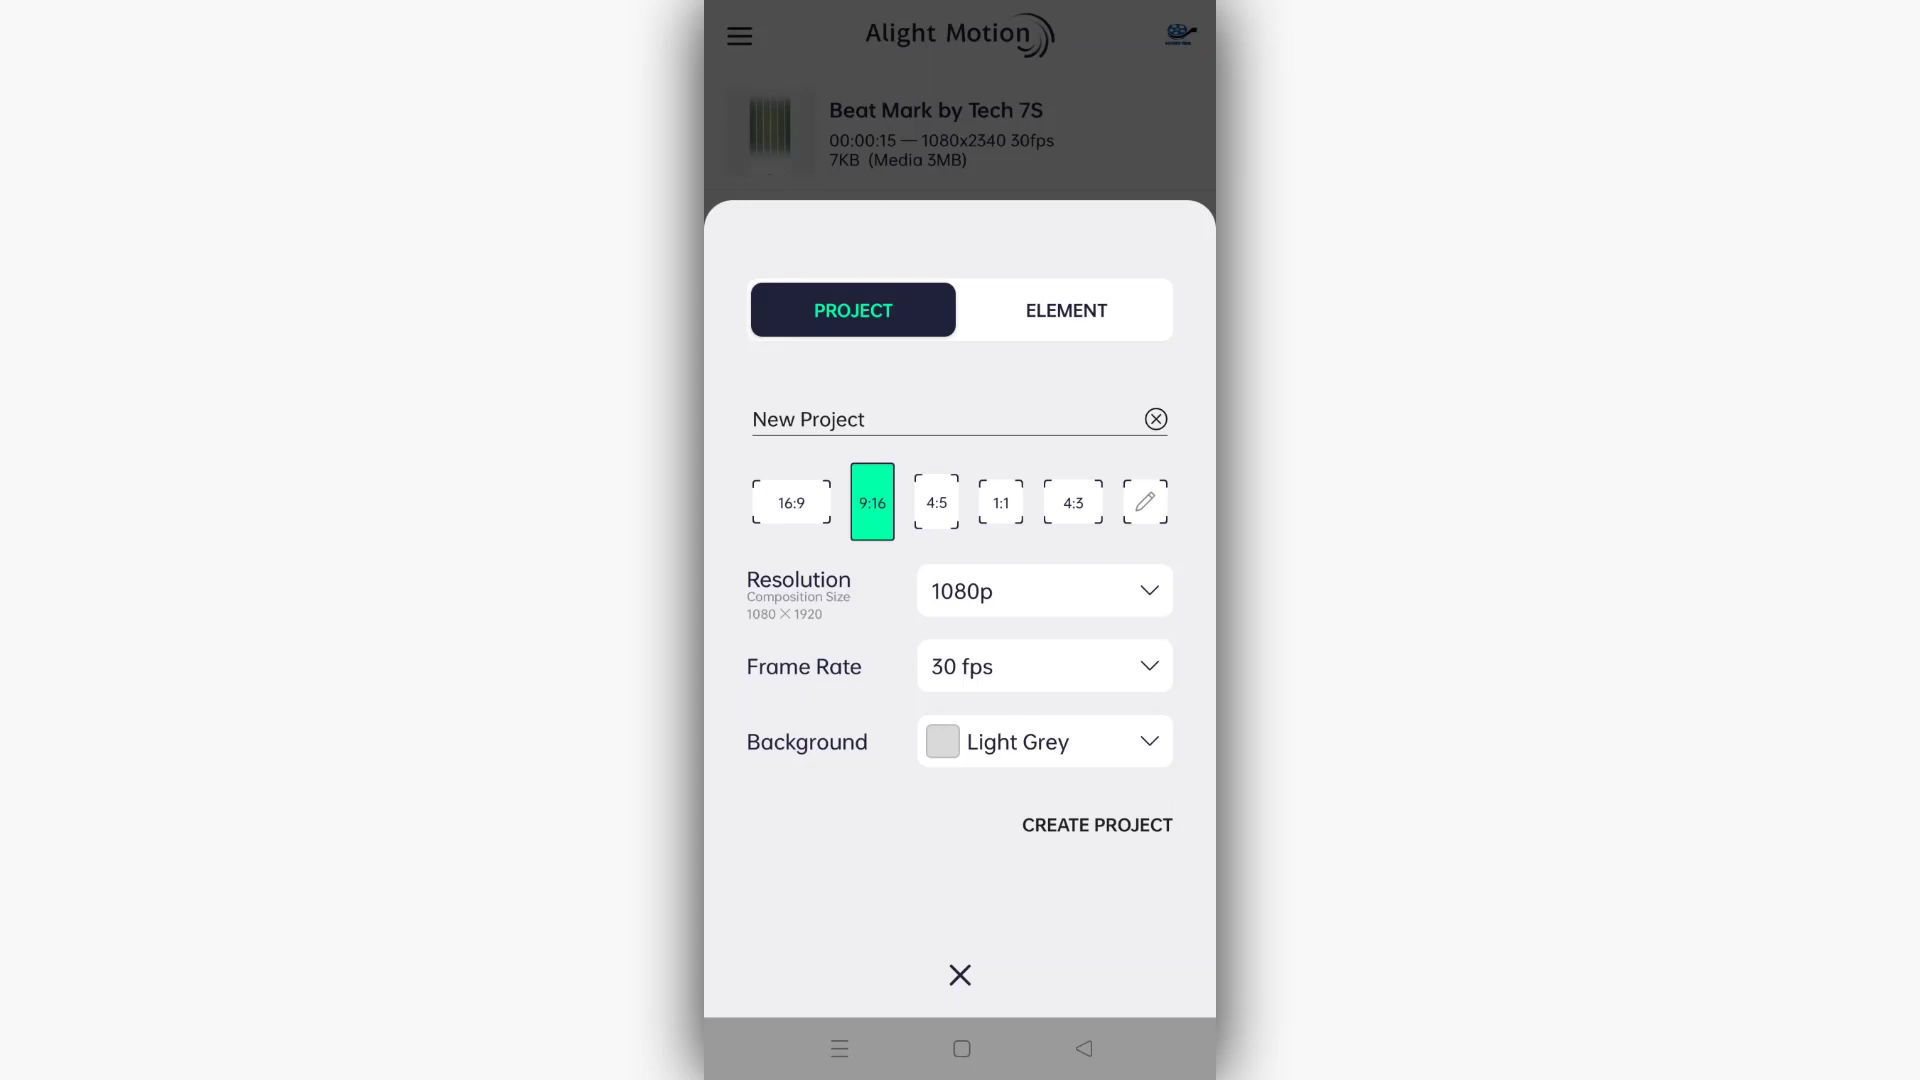 Alight Motion
Beat Mark by Tech 7S
00:00:15 — 1080x2340 30fps
7KB (Media 3MB)
PROJECT
ELEMENT
New Project
16:9
9:16
4:5
1:1
4:3
Resolution
Composition Size
1080 × 1920
1080p
Frame Rate
30 fps
Background
Light Grey
CREATE PROJECT